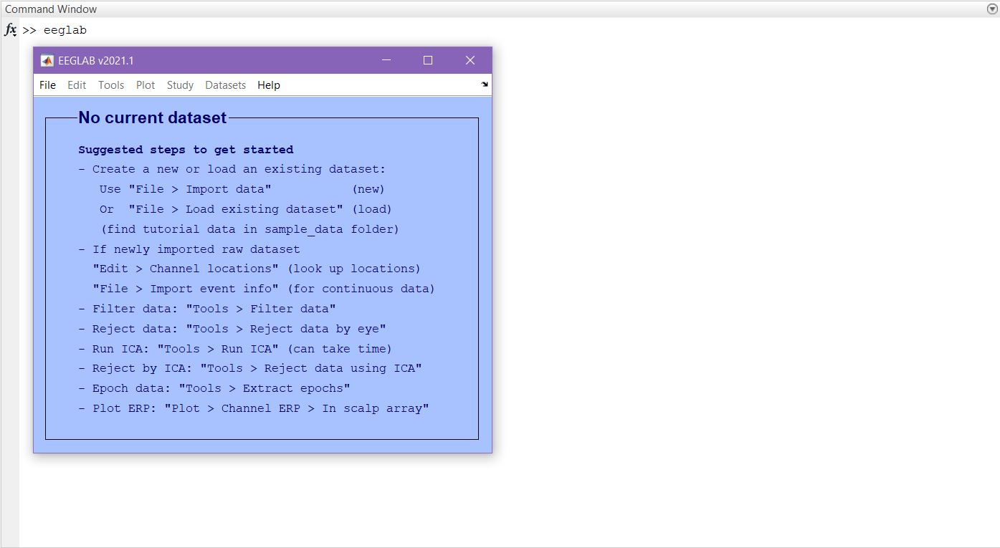 Command Window
fx >> eeglab
EEGLAB v2021.1
File Edit Tools Plot Study Datasets Help
No current dataset
Suggested steps to get started
- Create a new or load an existing dataset:
Use "File > Import data" (new)
Or "File > Load existing dataset" (load)
(find tutorial data in sample_data folder)
- If newly imported raw dataset
"Edit > Channel locations" (look up locations)
"File > Import event info" (for continuous data)
- Filter data: "Tools > Filter data"
- Reject data: "Tools > Reject data by eye"
- Run ICA: "Tools > Run ICA" (can take time)
- Reject by ICA: "Tools > Reject data using ICA"
- Epoch data: "Tools > Extract epochs"
- Plot ERP: "Plot > Channel ERP > In scalp array"